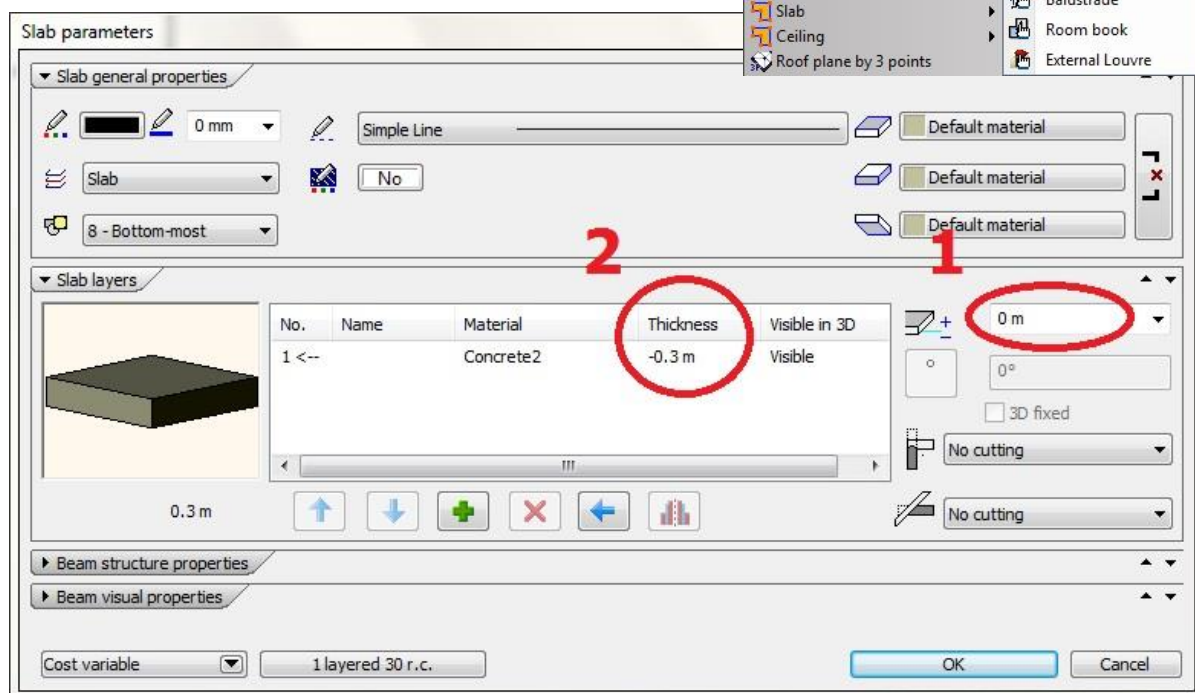 Slab
Balustrade
Ceiling
Room book
Roof plane by 3 points
External Louvre
Slab parameters
Slab general properties
0 mm
Simple Line
Default material
Slab
No
Default material
8 - Bottom-most
Default material
2
1
Slab layers
No. Name Material Thickness Visible in 3D
1 <-- Concrete2 -0.3 m Visible
0 m
0°
3D fixed
No cutting
0.3 m
No cutting
Beam structure properties
Beam visual properties
Cost variable
1 layered 30 r.c.
OK
Cancel